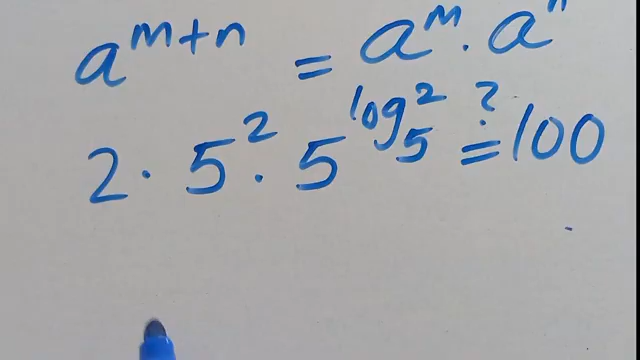 a^{m+n} = a^m . a^n
2 . 5^2 . 5^{log_5^2} ?= 100